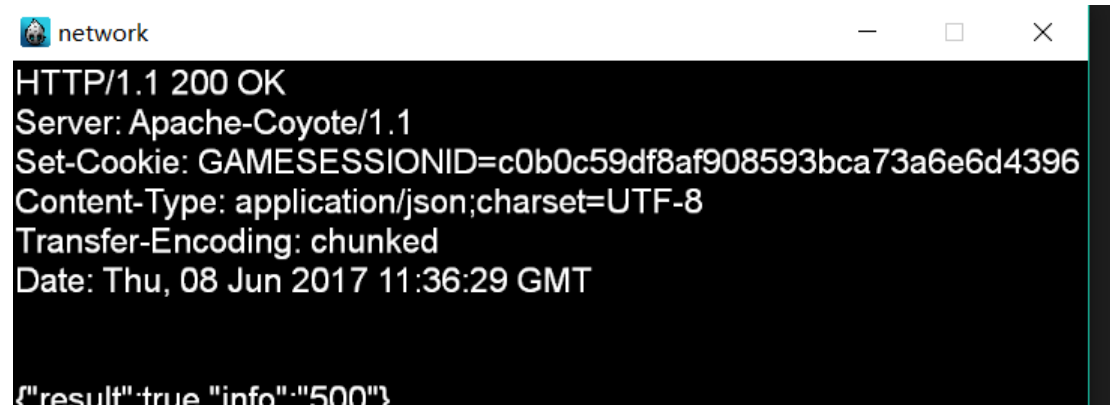 network
HTTP/1.1 200 OK
Server: Apache-Coyote/1.1
Set-Cookie: GAMESESSIONID=c0b0c59df8af908593bca73a6e6d4396
Content-Type: application/json;charset=UTF-8
Transfer-Encoding: chunked
Date: Thu, 08 Jun 2017 11:36:29 GMT
{"result":true,"info":"500"}